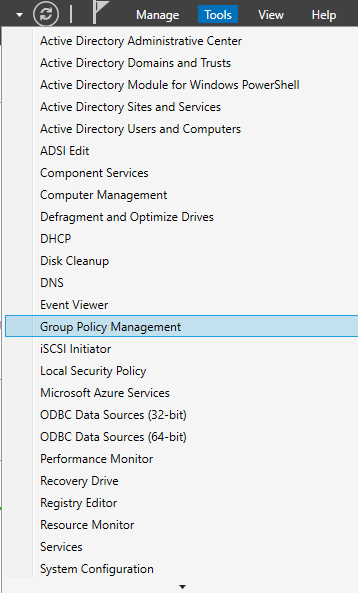 Manage Tools View Help
Active Directory Administrative Center
Active Directory Domains and Trusts
Active Directory Module for Windows PowerShell
Active Directory Sites and Services
Active Directory Users and Computers
ADSI Edit
Component Services
Computer Management
Defragment and Optimize Drives
DHCP
Disk Cleanup
DNS
Event Viewer
Group Policy Management
iSCSI Initiator
Local Security Policy
Microsoft Azure Services
ODBC Data Sources (32-bit)
ODBC Data Sources (64-bit)
Performance Monitor
Recovery Drive
Registry Editor
Resource Monitor
Services
System Configuration